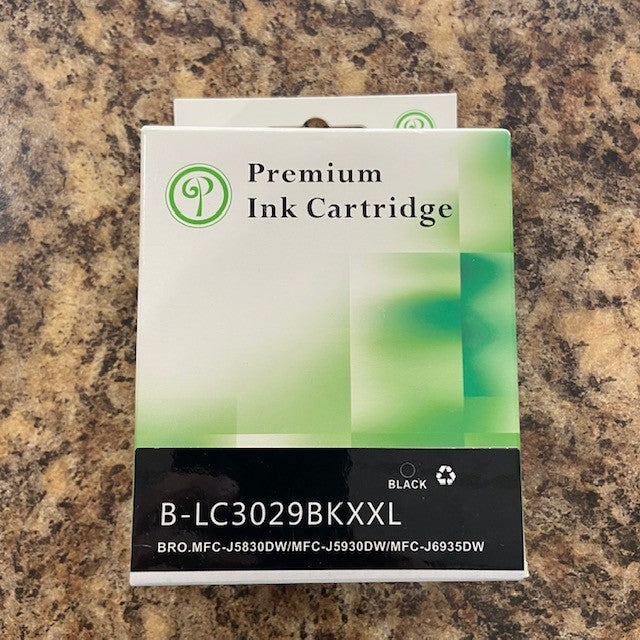 Premium
Ink Cartridge
BLACK
B-LC3029BKXXL
BRO.MFC-J5830DW/MFC-J5930DW/MFC-J6935DW